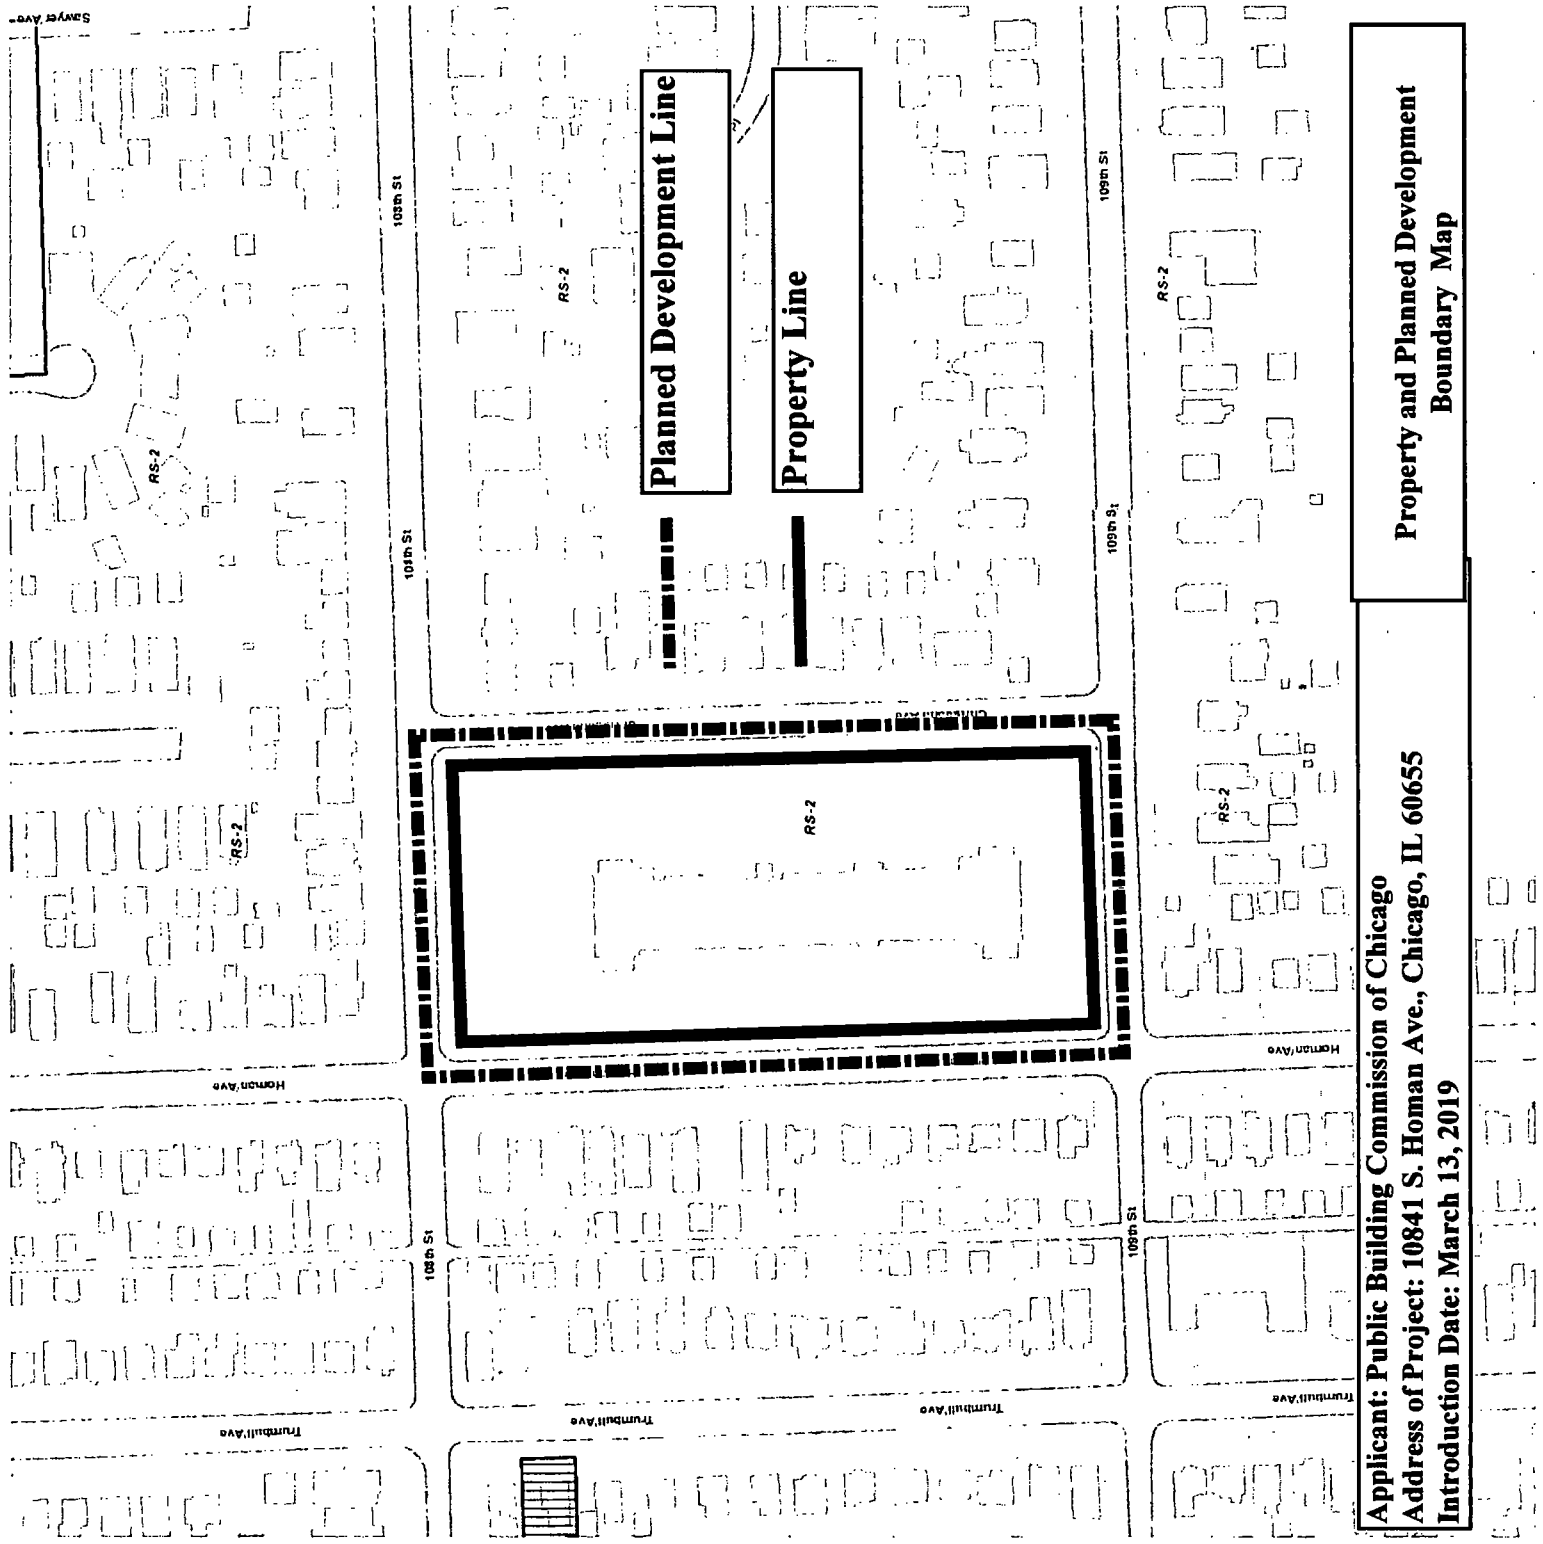 Sawyer Ave
108th St
108th St
108th St
109th St
109th St
109th St
RS-2
RS-2
RS-2
RS-2
RS-2
RS-2
Homan Ave
Homan Ave
Trumbull Ave
Trumbull Ave
Trumbull Ave
Trumbull Ave
Planned Development Line
Property Line
Property and Planned Development
Boundary Map
Applicant: Public Building Commission of Chicago
Address of Project: 10841 S. Homan Ave., Chicago, IL 60655
Introduction Date: March 13, 2019